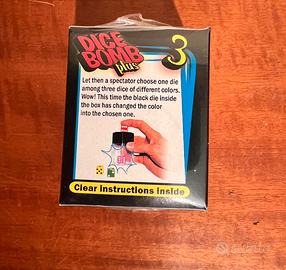 DICE
BOMB
plus
3
Let then a spectator choose one die
among three dice of different colors.
Wow! This time the black die inside
the box has changed the color
into the chosen one.
Clear Instructions Inside
subito